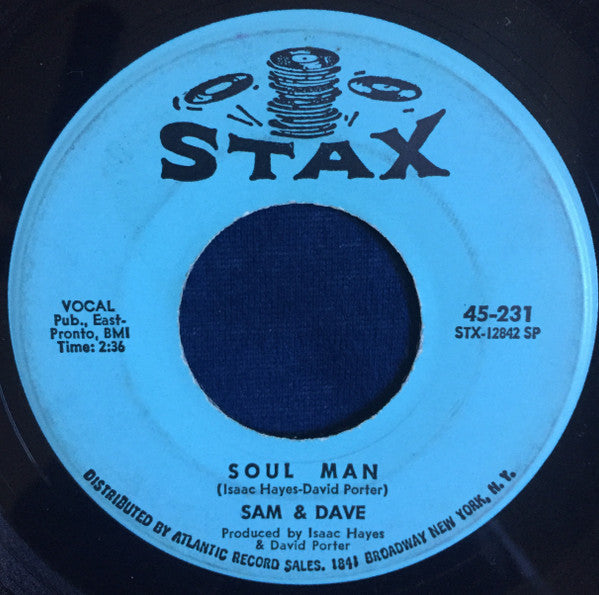 STAX
VOCAL
Pub., East-
Pronto, BMI
Time: 2:36
45-231
STX-12842 SP
SOUL MAN
(Isaac Hayes-David Porter)
SAM & DAVE
Produced by Isaac Hayes
& David Porter
DISTRIBUTED BY ATLANTIC RECORD SALES. 1841 BROADWAY NEW YORK, N. Y.